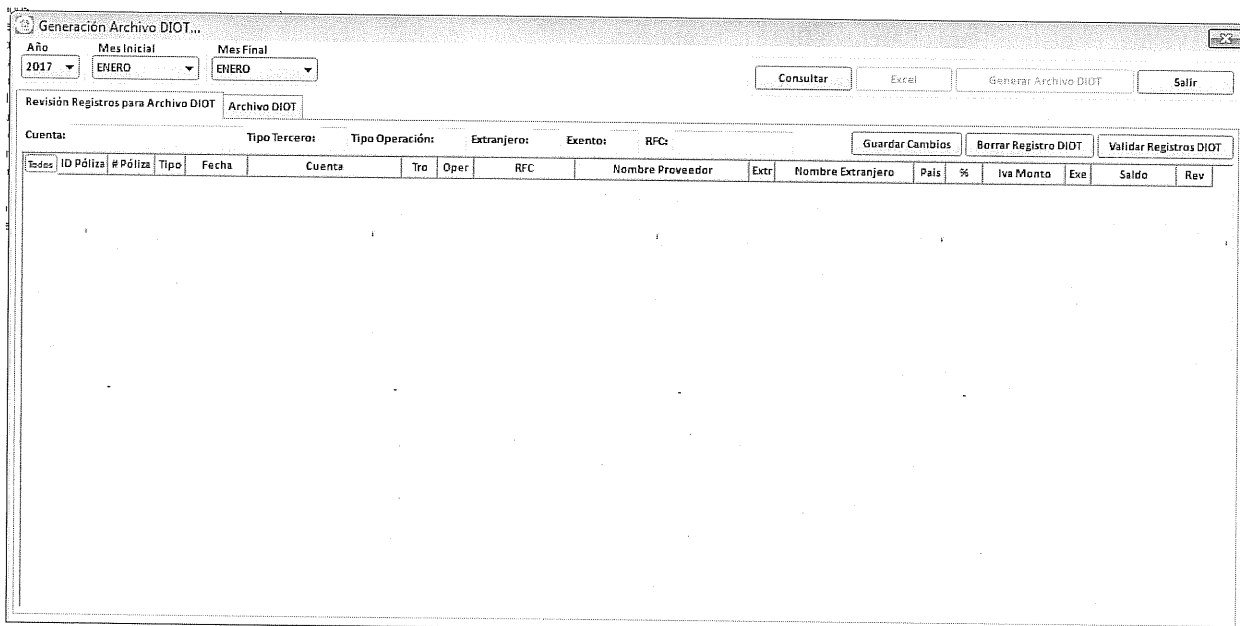 Generación Archivo DIOT...
Año Mes Inicial Mes Final
2017 ENERO ENERO
Consultar Excel Generar Archivo DIOT Salir
Revisión Registros para Archivo DIOT Archivo DIOT
Cuenta: Tipo Tercero: Tipo Operación: Extranjero: Exento: RFC: Guardar Cambios Borrar Registro DIOT Validar Registros DIOT
Todos ID Póliza # Póliza Tipo Fecha Cuenta Tro Oper RFC Nombre Proveedor Extr Nombre Extranjero Pais % Iva Monto Exe Saldo Rev